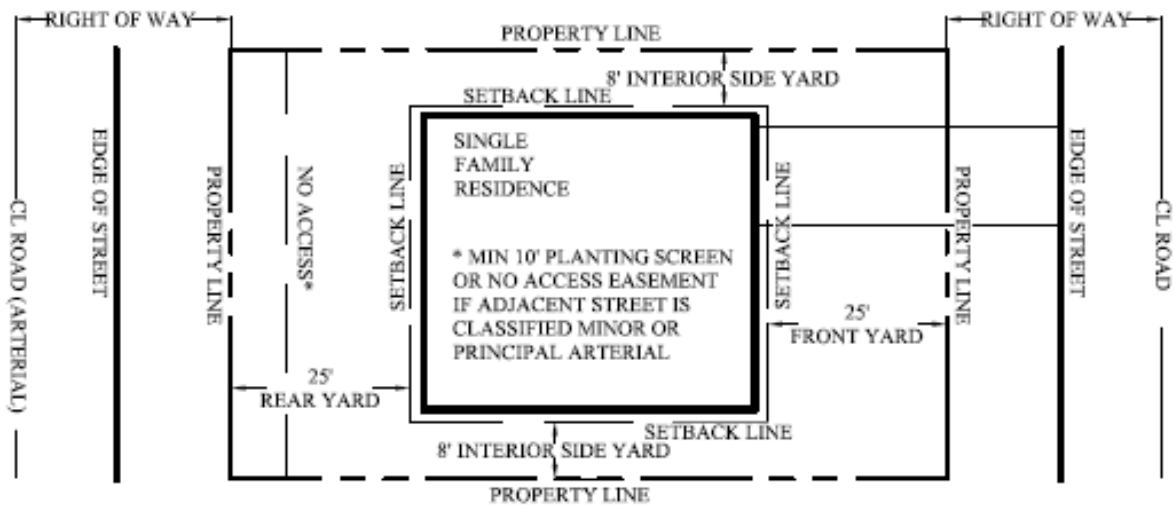 RIGHT OF WAY
RIGHT OF WAY
PROPERTY LINE
8' INTERIOR SIDE YARD
SETBACK LINE
CL ROAD (ARTERIAL)
EDGE OF STREET
PROPERTY LINE
NO ACCESS*
SETBACK LINE
SINGLE
FAMILY
RESIDENCE
* MIN 10' PLANTING SCREEN
OR NO ACCESS EASEMENT
IF ADJACENT STREET IS
CLASSIFIED MINOR OR
PRINCIPAL ARTERIAL
SETBACK LINE
PROPERTY LINE
EDGE OF STREET
CL ROAD
25'
FRONT YARD
25'
REAR YARD
SETBACK LINE
8' INTERIOR SIDE YARD
PROPERTY LINE